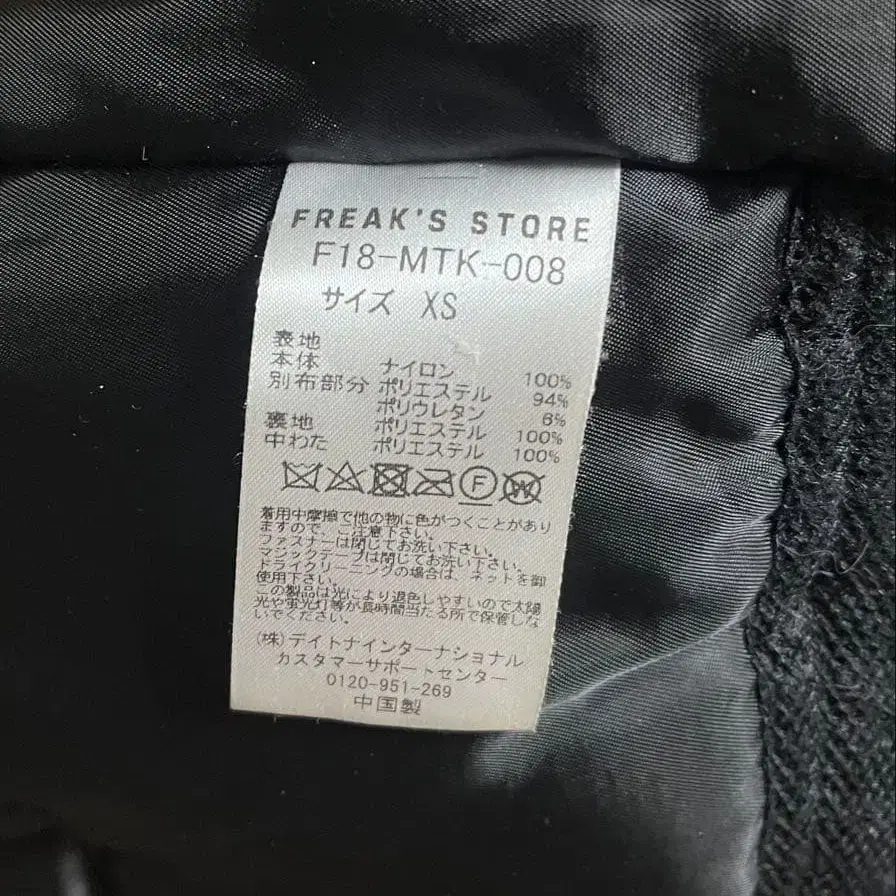 FREAK'S STORE
F18-MTK-008
サイズ XS
表地
本体 ナイロン 100%
別布部分 ポリエステル 94%
ポリウレタン 6%
裏地 ポリエステル 100%
中わた ポリエステル 100%
F W
着用中摩擦で他の物に色がつくことがあり
ますので、ご注意下さい。
ファスナーは閉じてお洗い下さい。
マジックテープは閉じてお洗い下さい。
ドライクリーニングの場合は、ネットを御
使用下さい。
この製品は光により退色しやすいので太陽
光や蛍光灯等が長時間当たる所で保管しな
いでください。
(株)デイトナインターナショナル
カスタマーサポートセンター
0120-951-269
中国製